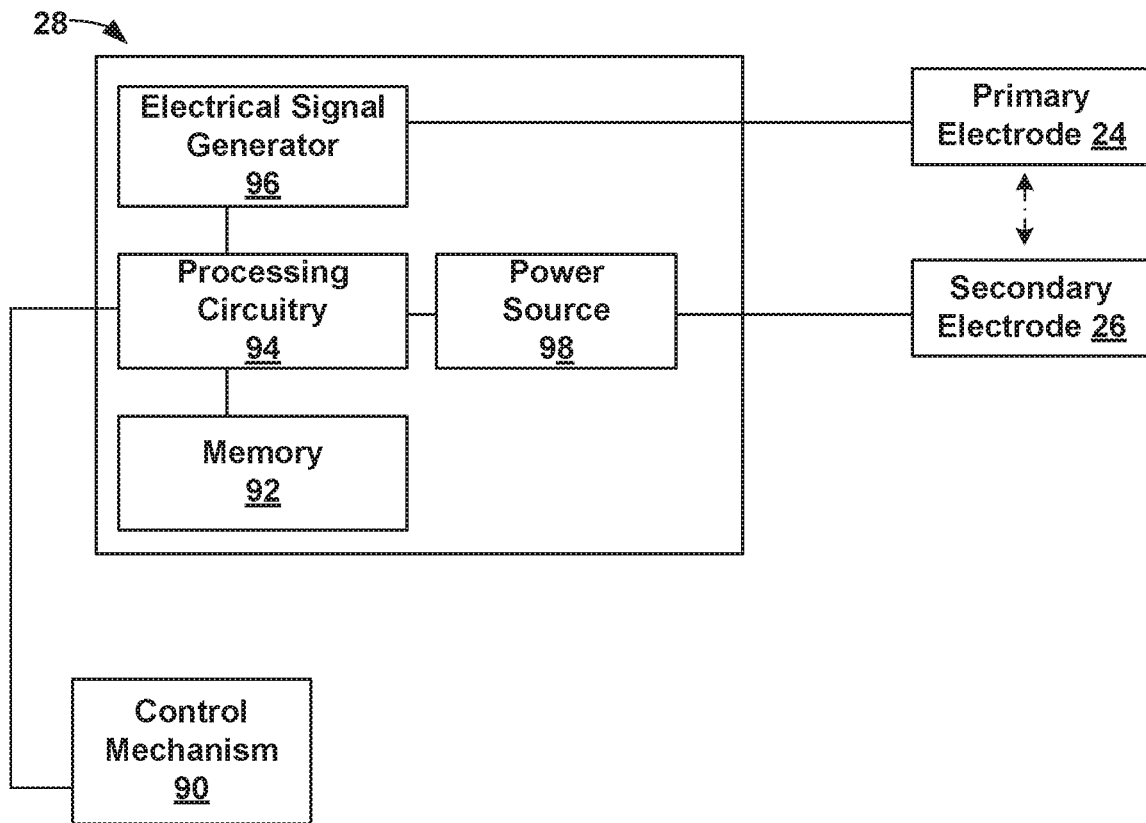 28
Electrical Signal
Generator
96
Primary
Electrode 24
Processing
Circuitry
94
Power
Source
98
Secondary
Electrode 26
Memory
92
Control
Mechanism
90